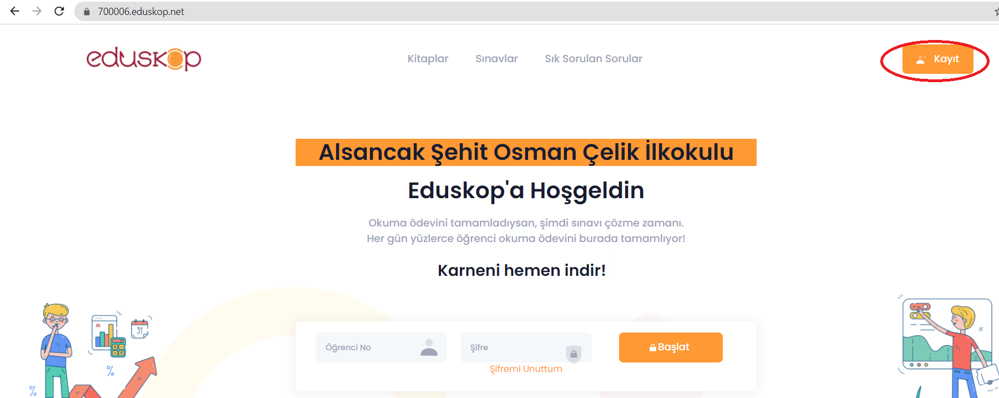 700006.eduskop.net
eduskop
Kitaplar
Sınavlar
Sık Sorulan Sorular
Kayıt
Alsancak Şehit Osman Çelik İlkokulu
Eduskop'a Hoşgeldin
Okuma ödevini tamamladıysan, şimdi sınavı çözme zamanı.
Her gün yüzlerce öğrenci okuma ödevini burada tamamlıyor!
Karneni hemen indir!
31
%
%
Öğrenci No
Şifre
Başlat
Şifremi Unuttum